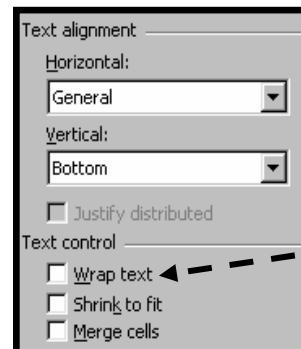 Text alignment
Horizontal:
General
Vertical:
Bottom
Justify distributed
Text control
Wrap text
Shrink to fit
Merge cells